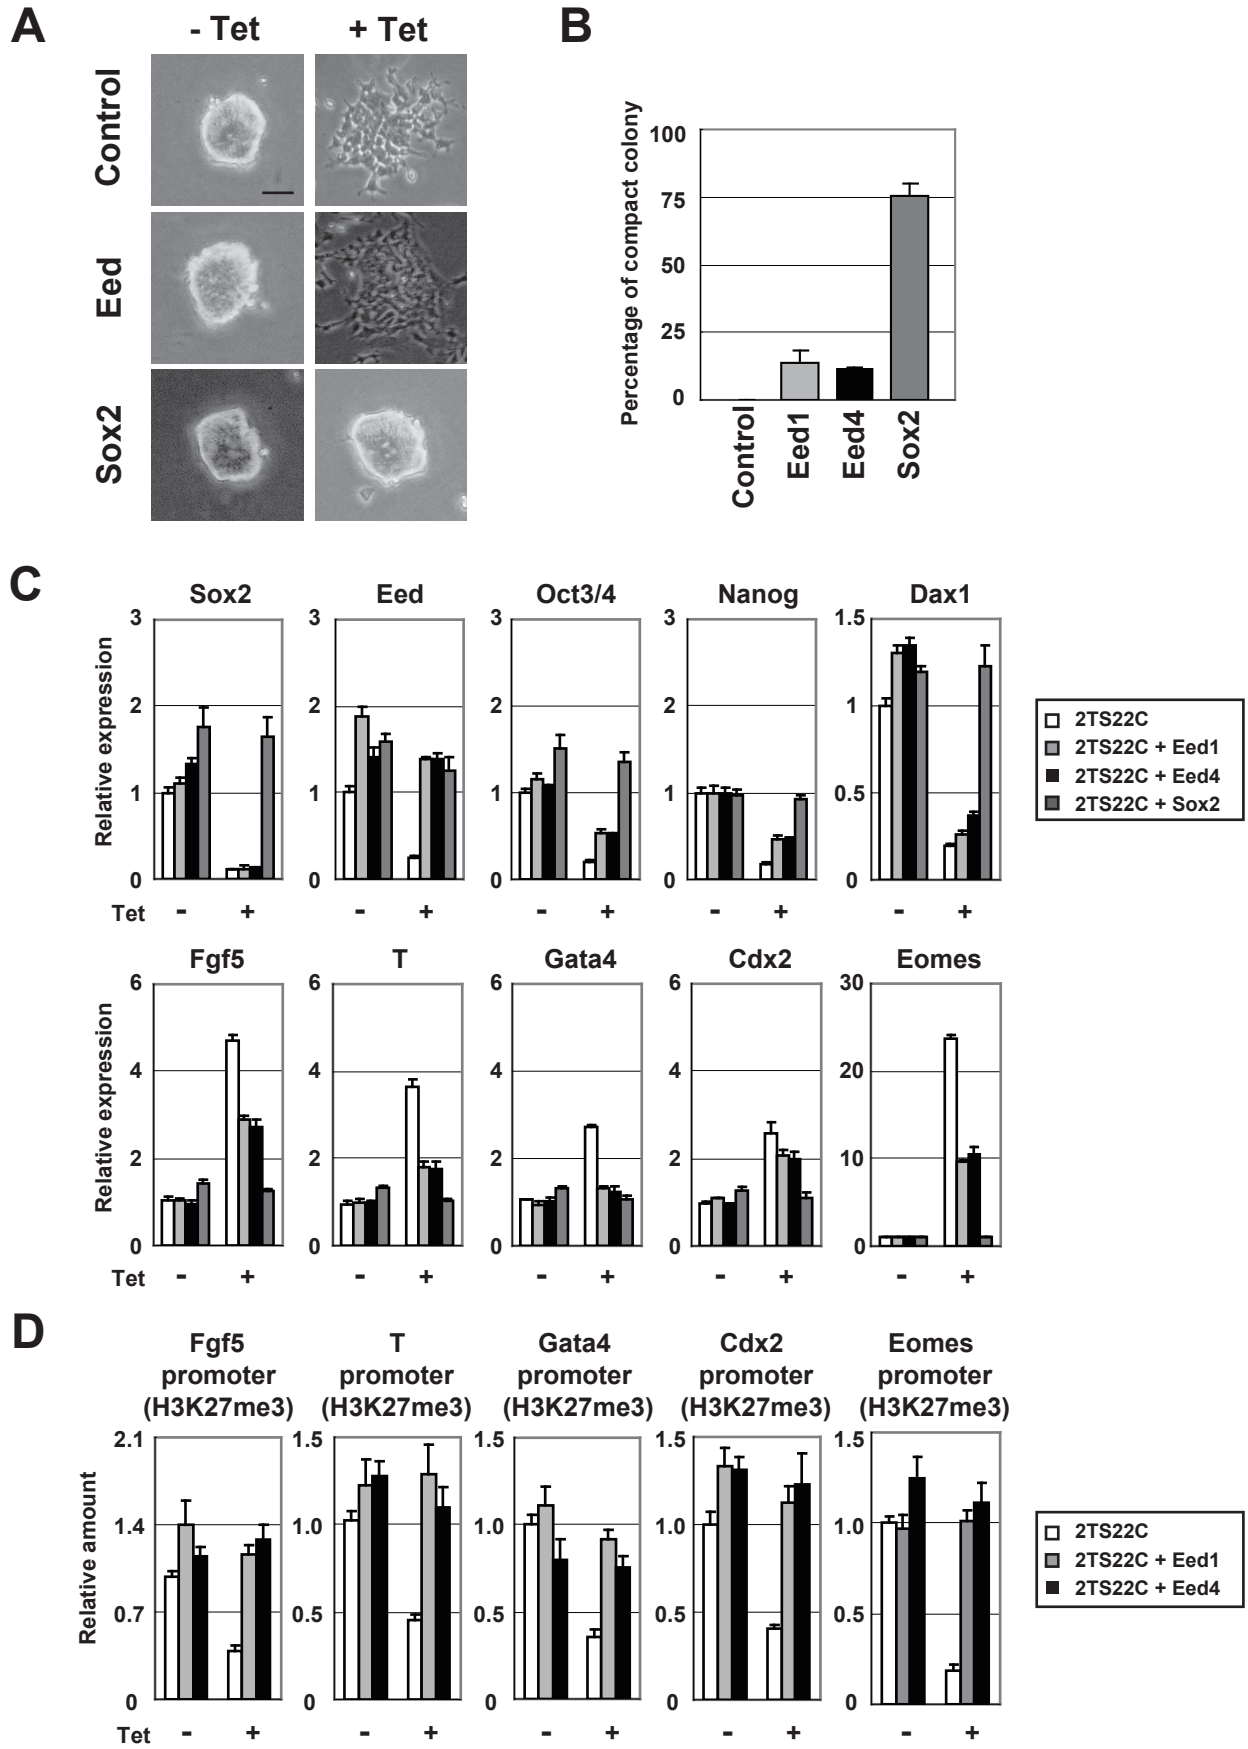 A
- Tet
+ Tet
Control
Eed
Sox2
B
Percentage of compact colony
100
75
50
25
0
Control
Eed1
Eed4
Sox2
C
Sox2
Eed
Oct3/4
Nanog
Dax1
Relative expression
3
2
1
0
3
2
1
0
3
2
1
0
3
2
1
0
1.5
1
0.5
0
Tet
- +
- +
- +
- +
- +
2TS22C
2TS22C + Eed1
2TS22C + Eed4
2TS22C + Sox2
Fgf5
T
Gata4
Cdx2
Eomes
Relative expression
6
4
2
0
6
4
2
0
6
4
2
0
6
4
2
0
30
20
10
0
Tet
- +
- +
- +
- +
- +
D
Fgf5
promoter
(H3K27me3)
T
promoter
(H3K27me3)
Gata4
promoter
(H3K27me3)
Cdx2
promoter
(H3K27me3)
Eomes
promoter
(H3K27me3)
Relative amount
2.1
1.4
0.7
0
1.5
1.0
0.5
0
1.5
1.0
0.5
0
1.5
1.0
0.5
0
1.5
1.0
0.5
0
Tet
- +
- +
- +
- +
- +
2TS22C
2TS22C + Eed1
2TS22C + Eed4